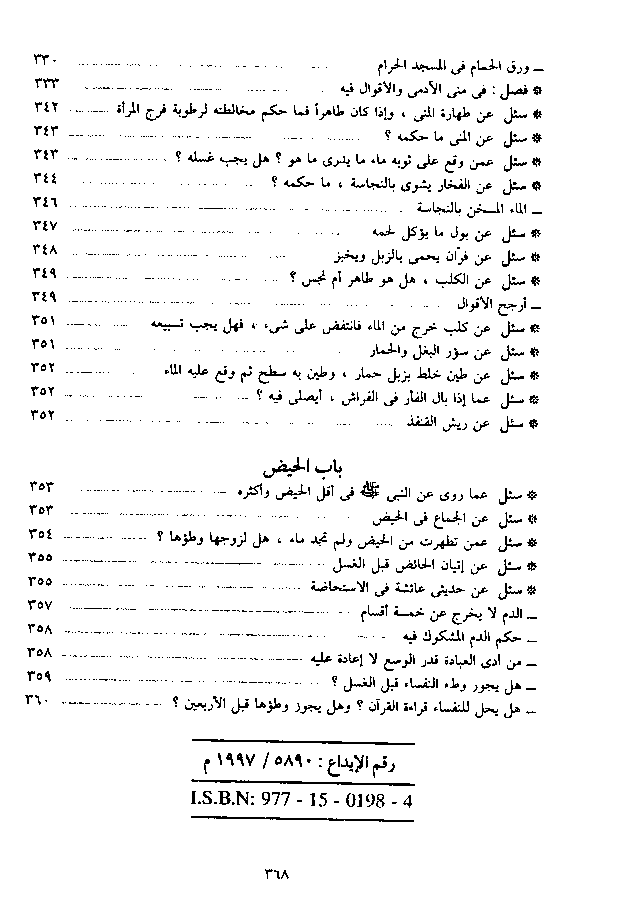 ـ ورق الحمام فى المسجد الحرام ..... ٣٣٠
* فصل : فى منى الآدمى والأقوال فيه ..... ٣٣٣
* سئل عن طهارة المنى ، وإذا كان طاهراً فما حكم مخالطته لرطوبة فرج المرأة ..... ٣٤٢
* سئل عن المنى ما حكمه ؟ ..... ٣٤٣
* سئل عمن وقع على ثوبه ماء ما يدرى ما هو ؟ هل يجب غسله ؟ ..... ٣٤٣
* سئل عن الفخار يشوى بالنجاسة ، ما حكمه ؟ ..... ٣٤٤
ـ الماء المسخن بالنجاسة ..... ٣٤٦
* سئل عن بول ما يؤكل لحمه ..... ٣٤٧
* سئل عن فرآن يحمى بالزبل ويخبز ..... ٣٤٨
* سئل عن الكلب ، هل هو طاهر أم نجس ؟ ..... ٣٤٩
ـ أرجح الأقوال ..... ٣٤٩
* سئل عن كلب خرج من الماء فانتفض على شىء ، فهل يجب تسبيعه ..... ٣٥١
* سئل عن سؤر البغل والحمار ..... ٣٥١
* سئل عن طين خلط بزبل حمار ، وطين به سطح ثم وقع عليه الماء ..... ٣٥٢
* سئل عما إذا بال الفأر فى الفراش ، أيصلى فيه ؟ ..... ٣٥٢
* سئل عن ريش القنفذ ..... ٣٥٢
باب الحيض
* سئل عما روى عن النبى ﷺ فى أقل الحيض وأكثره ..... ٣٥٣
* سئل عن الجماع فى الحيض ..... ٣٥٣
* سئل عمن تطهرت من الحيض ولم تجد ماء ، هل لزوجها وطؤها ؟ ..... ٣٥٤
* سئل عن إتيان الحائض قبل الغسل ..... ٣٥٥
* سئل عن حديثى عائشة فى الاستحاضة ..... ٣٥٥
ـ الدم لا يخرج عن خمسة أقسام ..... ٣٥٧
ـ حكم الدم المشكوك فيه ..... ٣٥٨
ـ من أدى العبادة قدر الوسع لا إعادة عليه ..... ٣٥٨
ـ هل يجوز وطء النفساء قبل الغسل ؟ ..... ٣٥٩
ـ هل يحل للنفساء قراءة القرآن ؟ وهل يجوز وطؤها قبل الأربعين ؟ ..... ٣٦٠
رقم الإيداع : ٥٨٩٠ / ١٩٩٧ م
I.S.B.N: 977 - 15 - 0198 - 4
٣٦٨